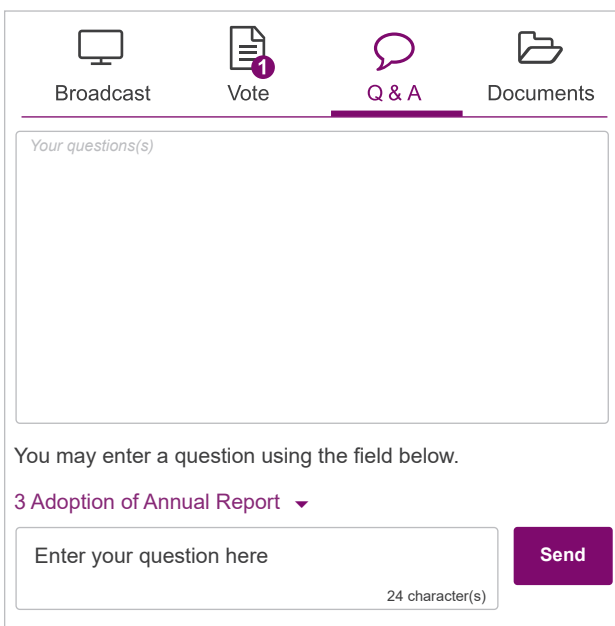 1
Broadcast Vote Q & A Documents
Your questions(s)
You may enter a question using the field below.
3 Adoption of Annual Report
Enter your question here
Send
24 character(s)